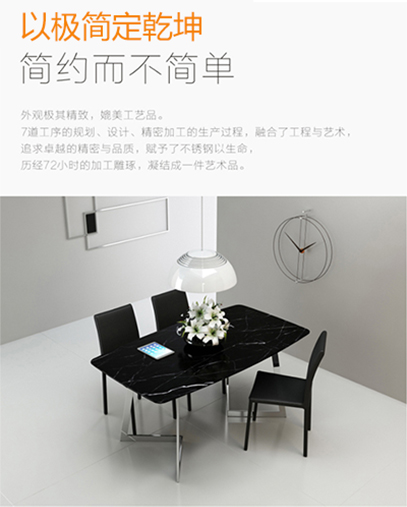 以极简定乾坤
简约而不简单
外观极其精致，媲美工艺品。
7道工序的规划、设计、精密加工的生产过程，融合了工程与艺术，
追求卓越的精密与品质，赋予了不锈钢以生命，
历经72小时的加工雕琢，凝结成一件艺术品。